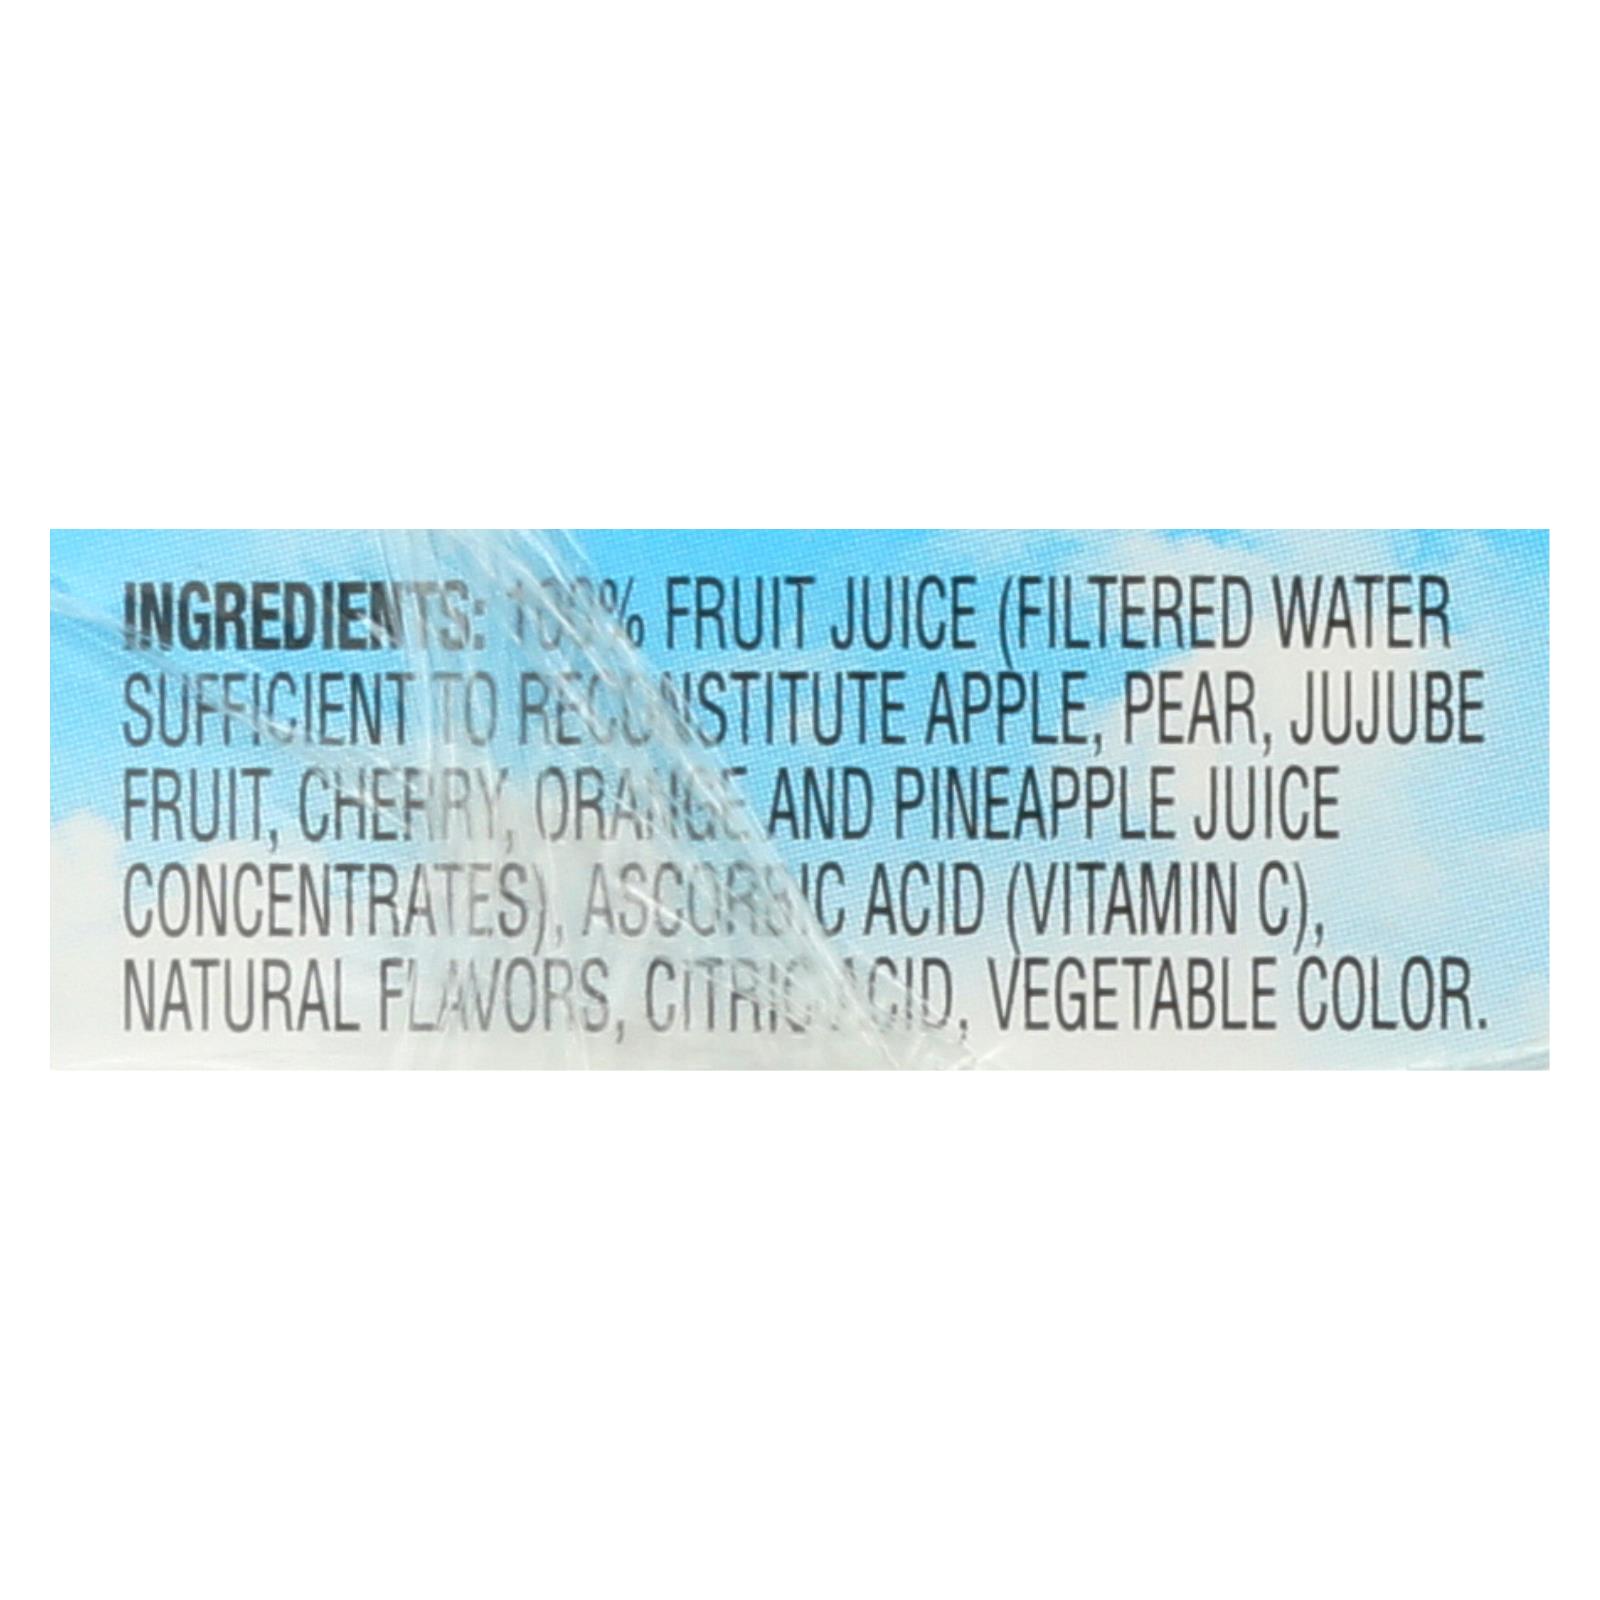 INGREDIENTS: 100% FRUIT JUICE (FILTERED WATER
SUFFICIENT TO RECONSTITUTE APPLE, PEAR, JUJUBE
FRUIT, CHERRY, ORANGE AND PINEAPPLE JUICE
CONCENTRATES), ASCORBIC ACID (VITAMIN C),
NATURAL FLAVORS, CITRIC ACID, VEGETABLE COLOR.